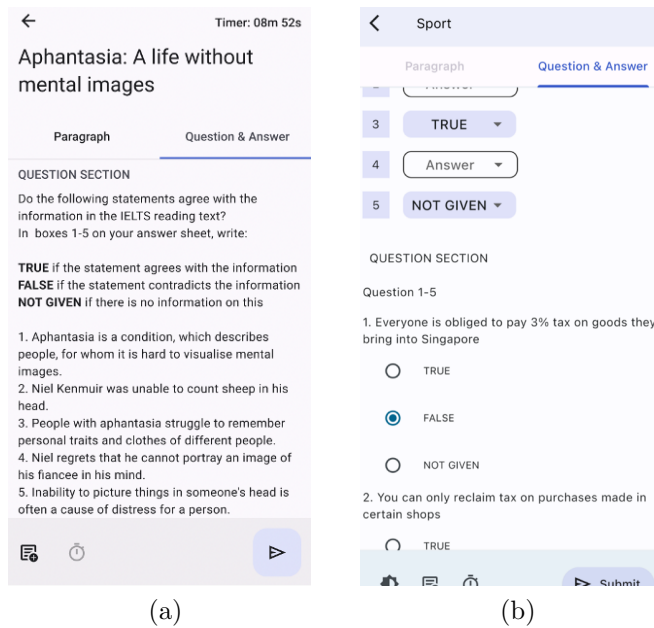 Timer: 08m 52s
Aphantasia: A life without
mental images
Paragraph
Question & Answer
QUESTION SECTION
Do the following statements agree with the
information in the IELTS reading text?
In boxes 1-5 on your answer sheet, write:
TRUE if the statement agrees with the information
FALSE if the statement contradicts the information
NOT GIVEN if there is no information on this
1. Aphantasia is a condition, which describes
people, for whom it is hard to visualise mental
images.
2. Niel Kenmuir was unable to count sheep in his
head.
3. People with aphantasia struggle to remember
personal traits and clothes of different people.
4. Niel regrets that he cannot portray an image of
his fiancee in his mind.
5. Inability to picture things in someone's head is
often a cause of distress for a person.
(a)
Sport
Paragraph
Question & Answer
3 TRUE
4 Answer
5 NOT GIVEN
QUESTION SECTION
Question 1-5
1. Everyone is obliged to pay 3% tax on goods they
bring into Singapore
TRUE
FALSE
NOT GIVEN
2. You can only reclaim tax on purchases made in
certain shops
TRUE
Submit
(b)